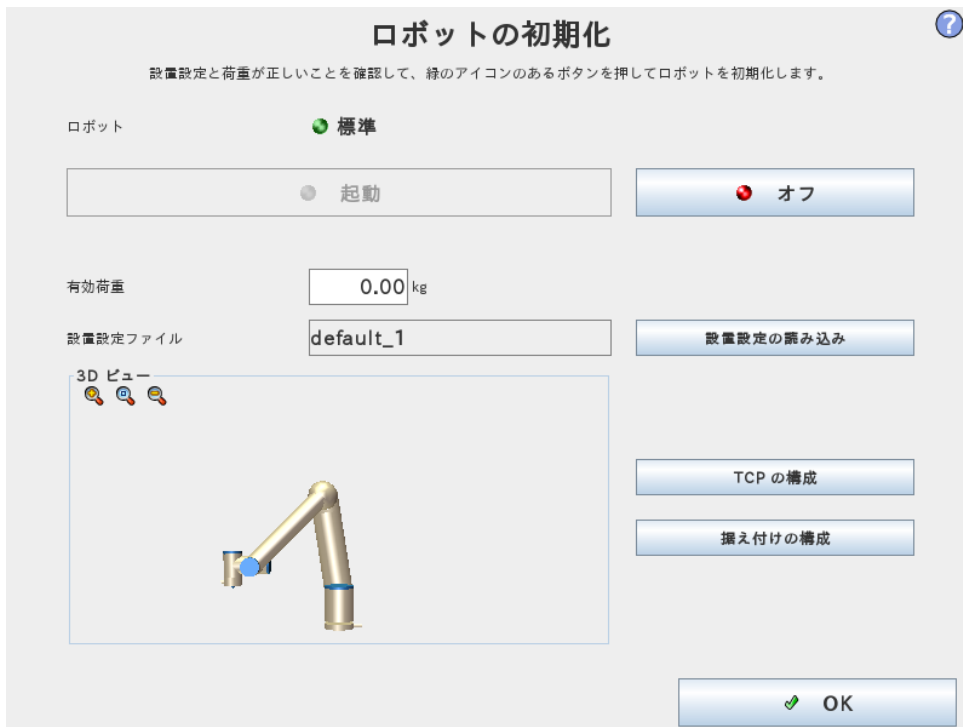 ロボットの初期化
?
設置設定と荷重が正しいことを確認して、緑のアイコンのあるボタンを押してロボットを初期化します。
ロボット 標準
起動 オフ
有効荷重 0.00 kg
設置設定ファイル default_1 設置設定の読み込み
3D ビュー
TCP の構成
据え付けの構成
OK